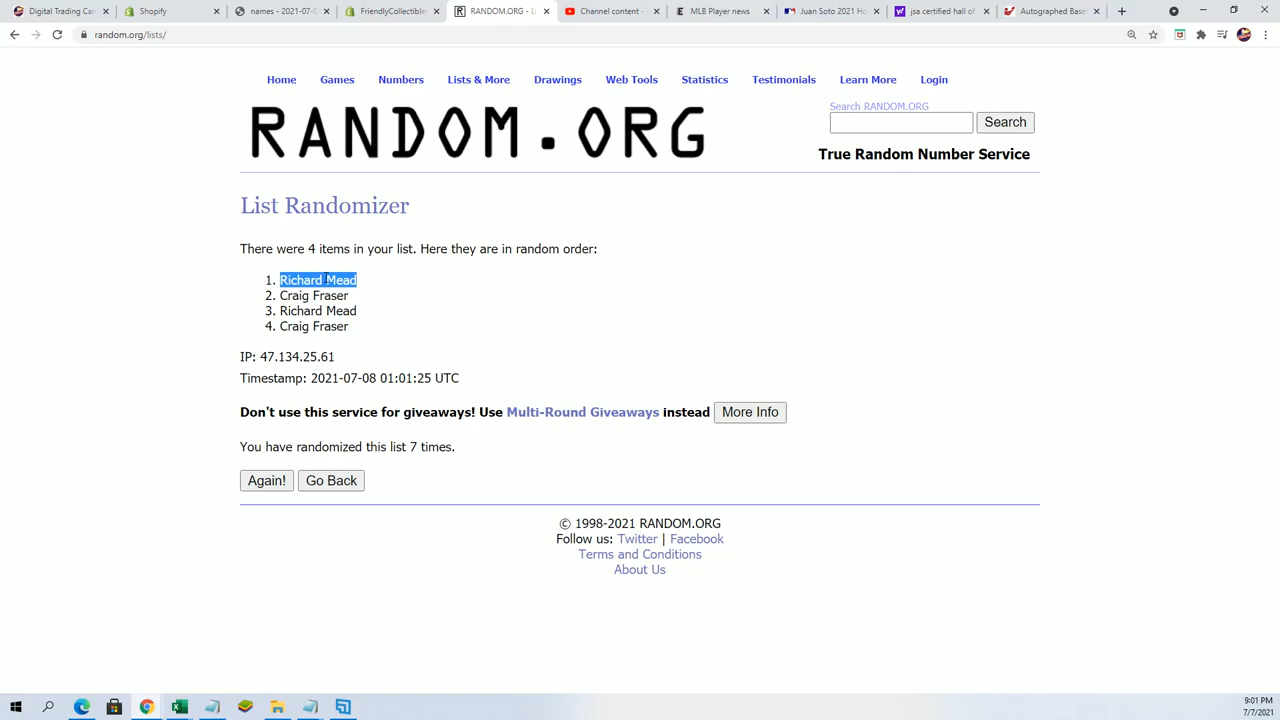 Digital Trading Ca
Shopify
names - 2021-07-0
FriendlyCollectibles
RANDOM.ORG - Li
Channel content -
MLB Player news
Juan Soto 2021 Ho
jsa certified hall of
Autographed Base
random.org/lists/
Home Games Numbers Lists & More Drawings Web Tools Statistics Testimonials Learn More Login
RANDOM.ORG
Search RANDOM.ORG
Search
True Random Number Service
List Randomizer
There were 4 items in your list. Here they are in random order:
1. Richard Mead
2. Craig Fraser
3. Richard Mead
4. Craig Fraser
IP: 47.134.25.61
Timestamp: 2021-07-08 01:01:25 UTC
Don't use this service for giveaways! Use Multi-Round Giveaways instead More Info
You have randomized this list 7 times.
Again! Go Back
© 1998-2021 RANDOM.ORG
Follow us: Twitter | Facebook
Terms and Conditions
About Us
9:01 PM
7/7/2021